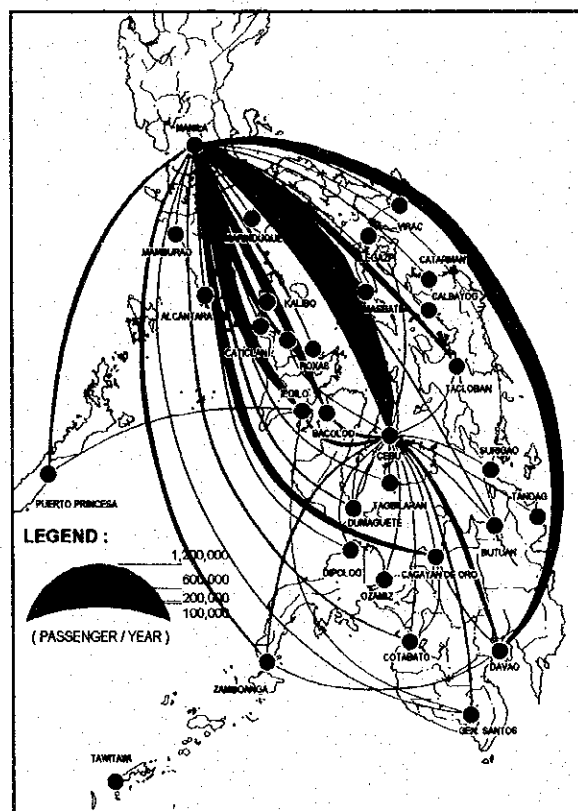 MANILA
VIRAC
MARINDUQUE
LEGAZPI
MAMBURAO
CATARMAN
CALBAYOG
MASBATE
KALIBO
ALCANTARA
CATICLAN
ROXAS
TACLOBAN
ILOILO
BACOLOD
CEBU
SURIGAO
TAGBILARAN
TANDAG
PUERTO PRINCESA
DUMAGUETE
BUTUAN
LEGEND :
1,200,000
600,000
200,000
100,000
( PASSENGER / YEAR )
DIPOLOG
CAGAYAN DE ORO
OZAMIZ
COTABATO
DAVAO
ZAMBOANGA
GEN. SANTOS
TAWITAWI